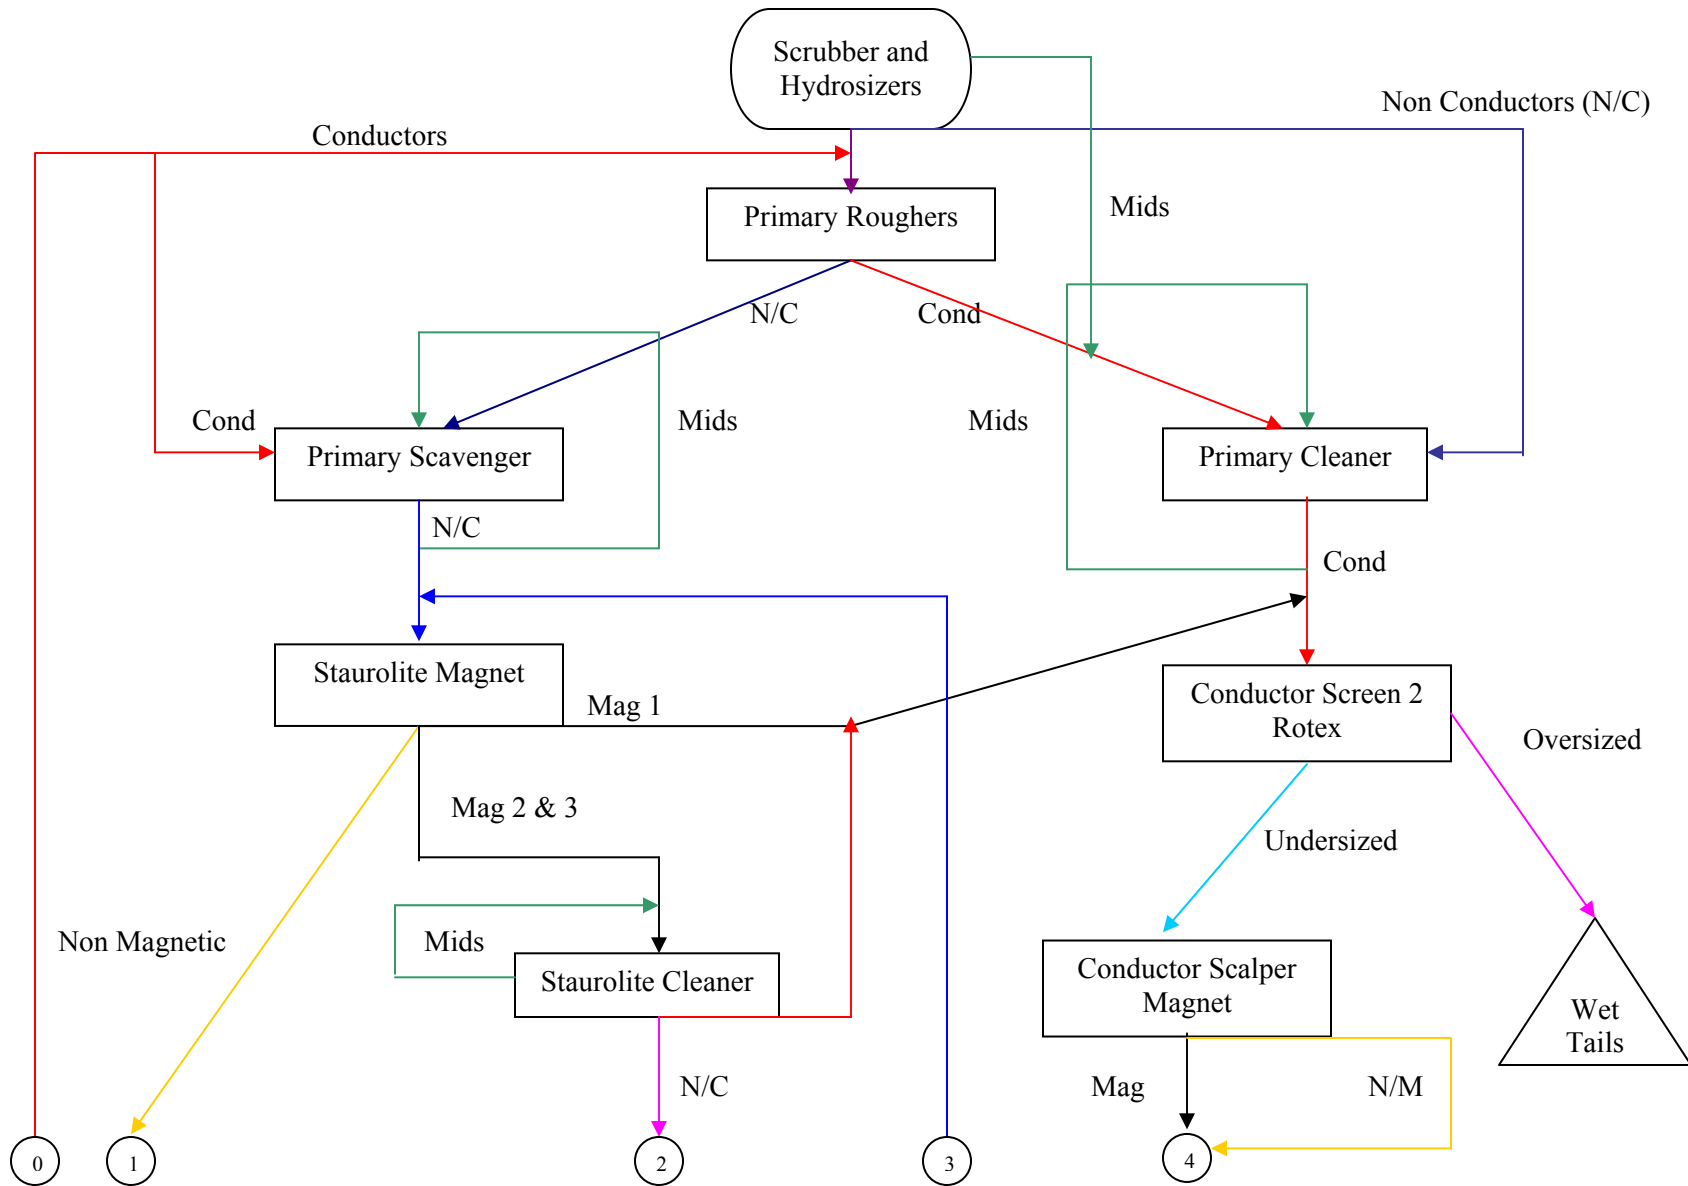 Scrubber and
Hydrosizers
Non Conductors (N/C)
Conductors
Primary Roughers
Mids
N/C
Cond
Cond
Mids
Mids
Primary Scavenger
Primary Cleaner
N/C
Cond
Staurolite Magnet
Mag 1
Conductor Screen 2
Rotex
Oversized
Mag 2 & 3
Undersized
Non Magnetic
Mids
Staurolite Cleaner
Conductor Scalper
Magnet
Wet
Tails
N/C
Mag
N/M
0
1
2
3
4